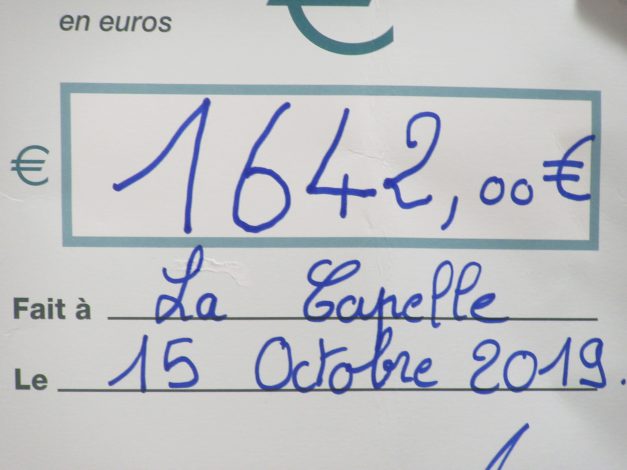 en euros €
€ 1642,00€
Fait à La Capelle
Le 15 Octobre 2019.